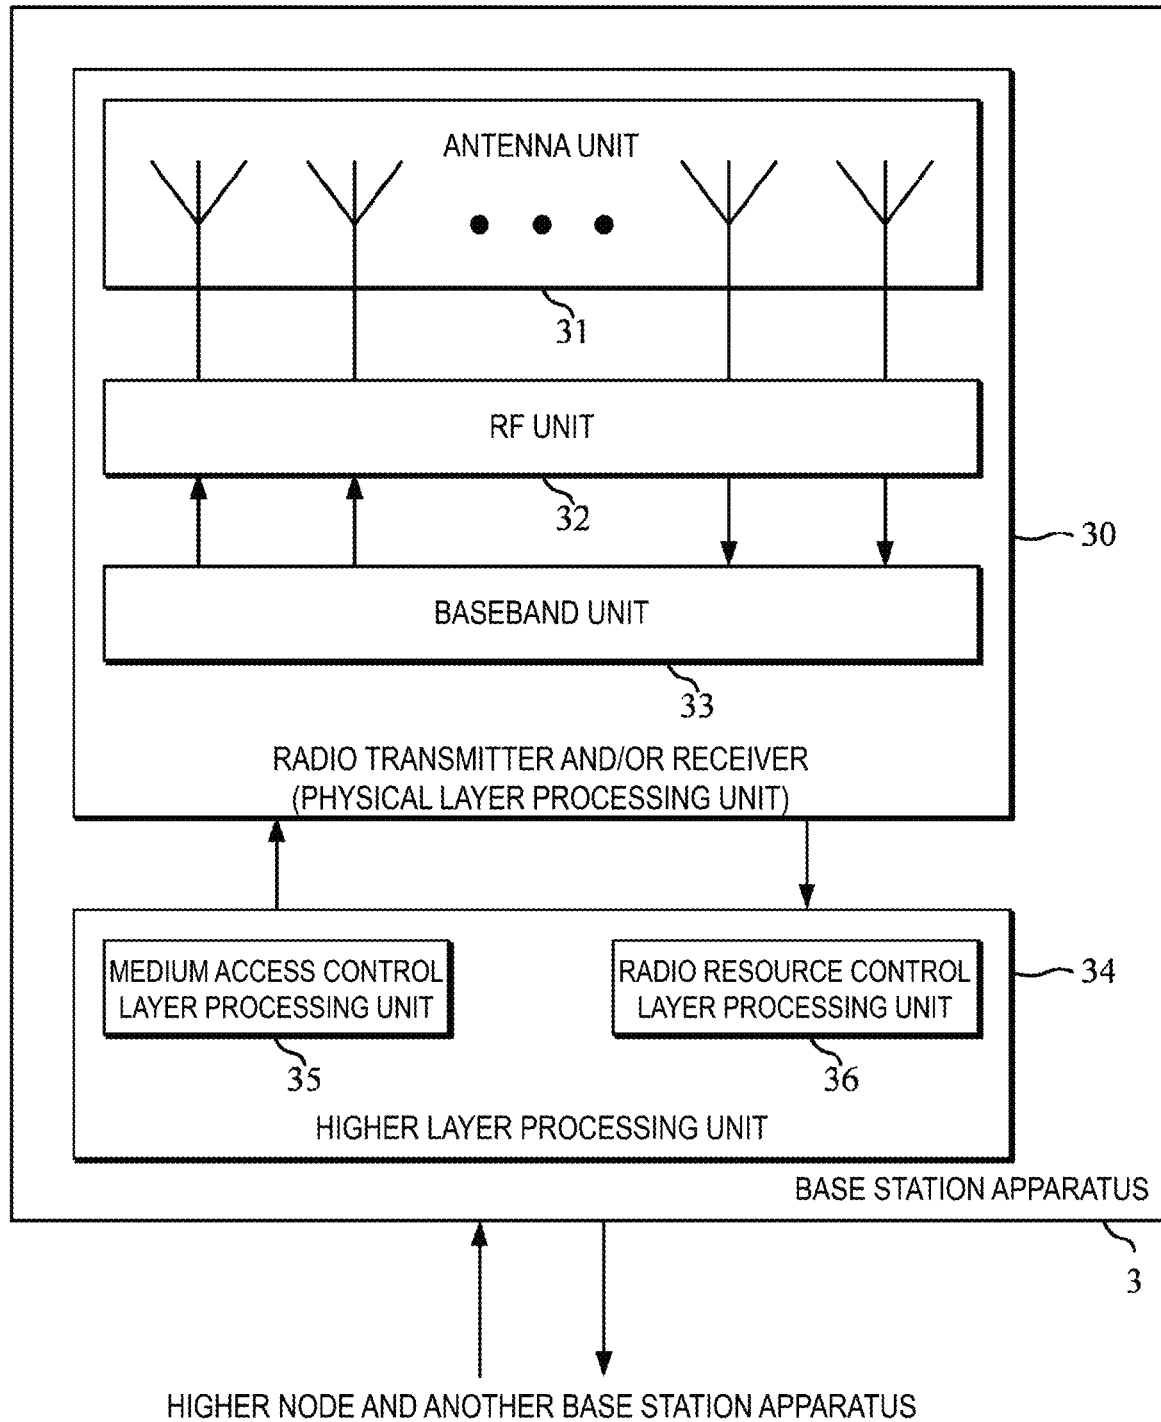 ANTENNA UNIT
31
RF UNIT
32
30
BASEBAND UNIT
33
RADIO TRANSMITTER AND/OR RECEIVER
(PHYSICAL LAYER PROCESSING UNIT)
MEDIUM ACCESS CONTROL
LAYER PROCESSING UNIT
35
RADIO RESOURCE CONTROL
LAYER PROCESSING UNIT
36
34
HIGHER LAYER PROCESSING UNIT
BASE STATION APPARATUS
3
HIGHER NODE AND ANOTHER BASE STATION APPARATUS